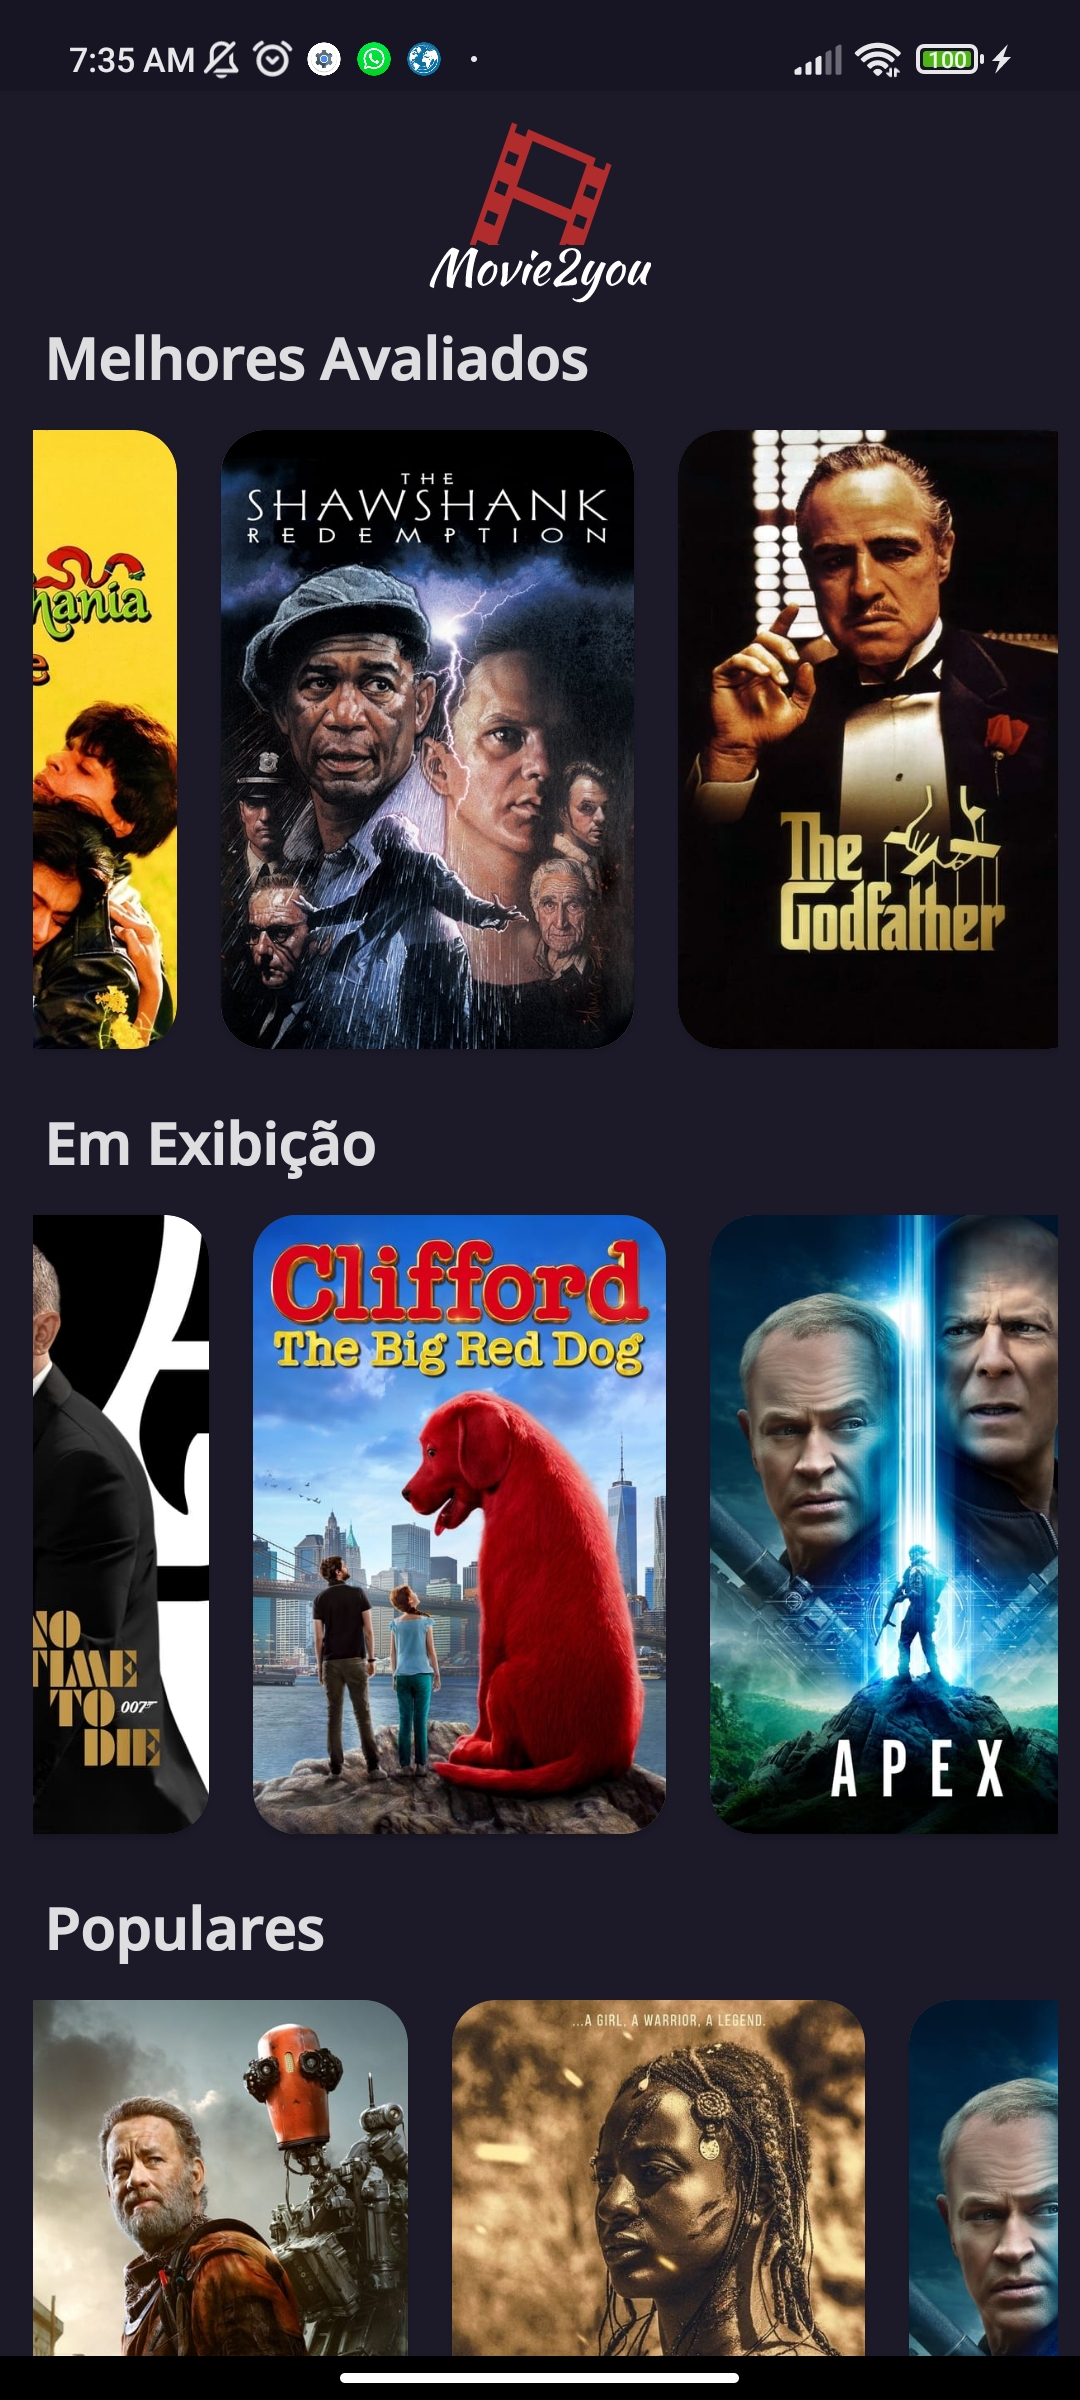 7:35 AM
100
Movie2you
Melhores Avaliados
THE
SHAWSHANK
REDEMPTION
The
Godfather
Em Exibição
NO
TIME
TO 007
DIE
Clifford
The Big Red Dog
APEX
Populares
...A GIRL, A WARRIOR, A LEGEND.